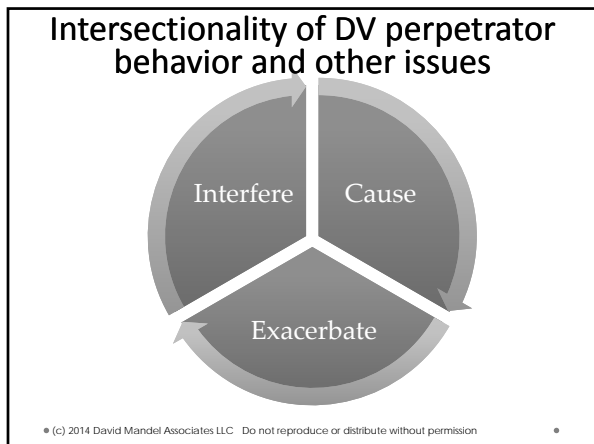 Intersectionality of DV perpetrator
behavior and other issues
Interfere
Cause
Exacerbate
• (c) 2014 David Mandel Associates LLC Do not reproduce or distribute without permission •